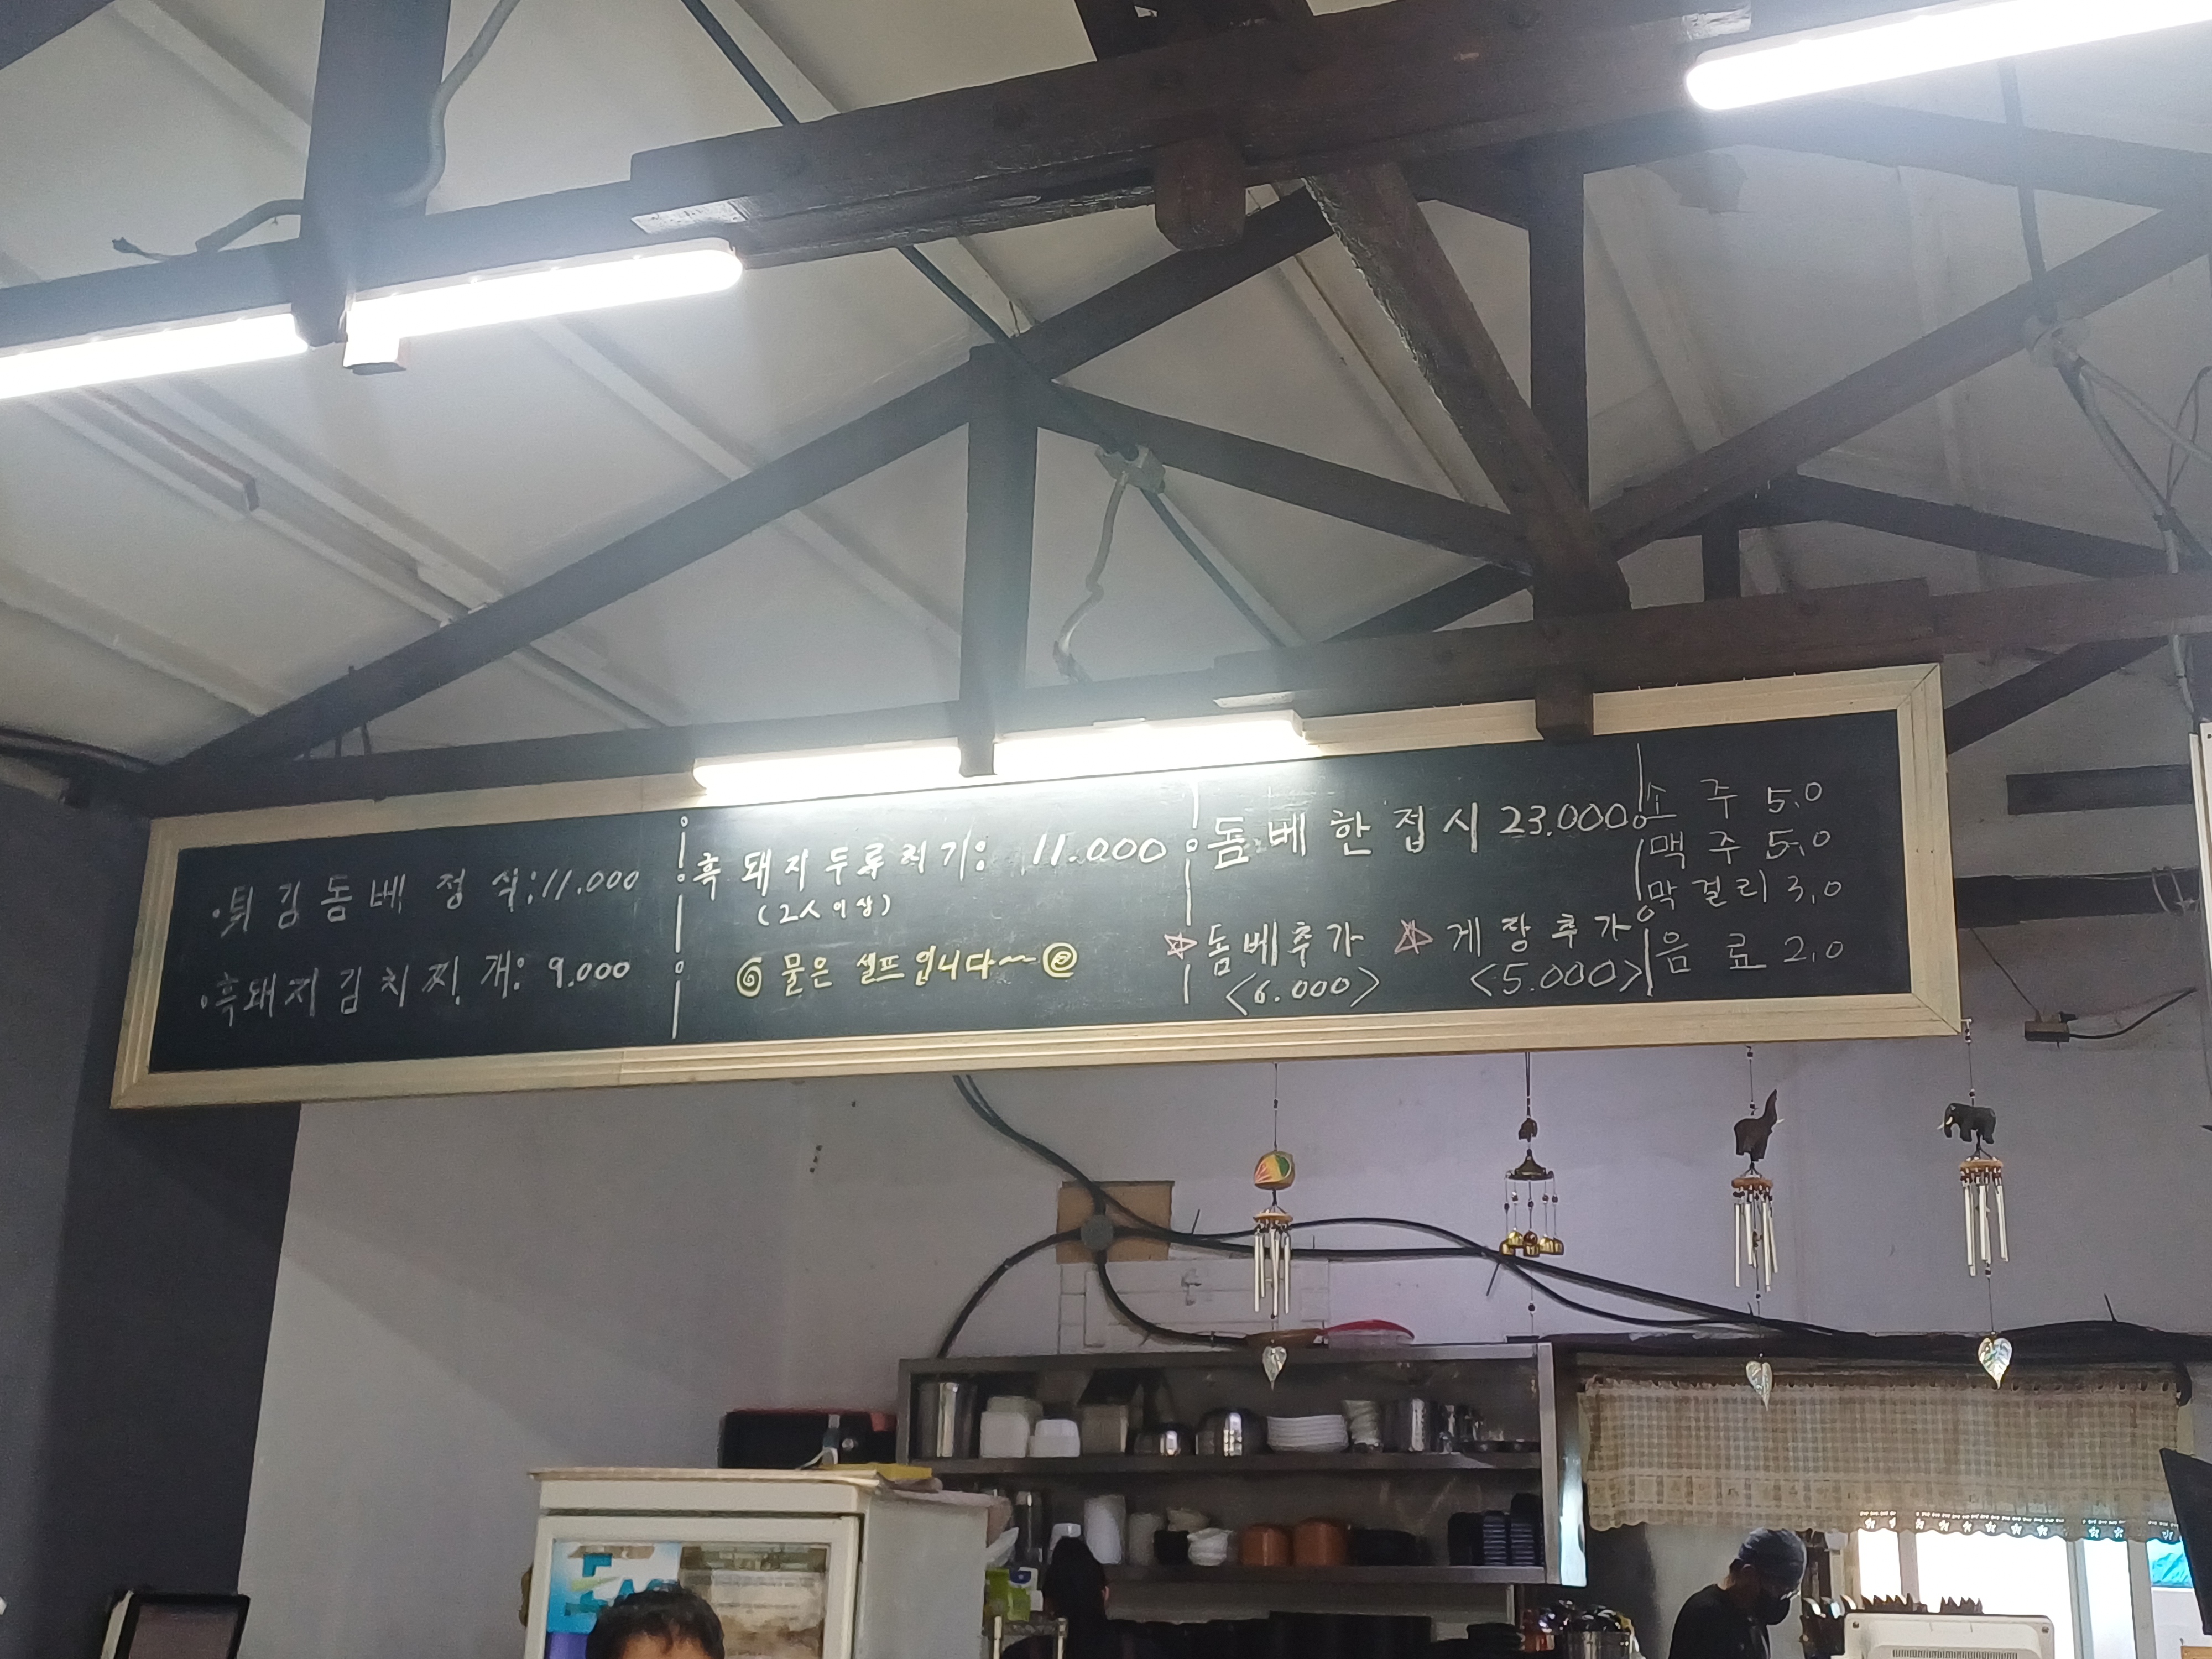 ·튀김돔베정식:11.000
·흑돼지김치찌개: 9.000
흑돼지두루치기: 11.000
(2人이상)
물은 셀프입니다~@
돔베한접시 23.000
☆돔베추가
<6.000>
☆게장추가
<5.000>
소주 5.0
맥주 5.0
막걸리 3.0
음료 2.0